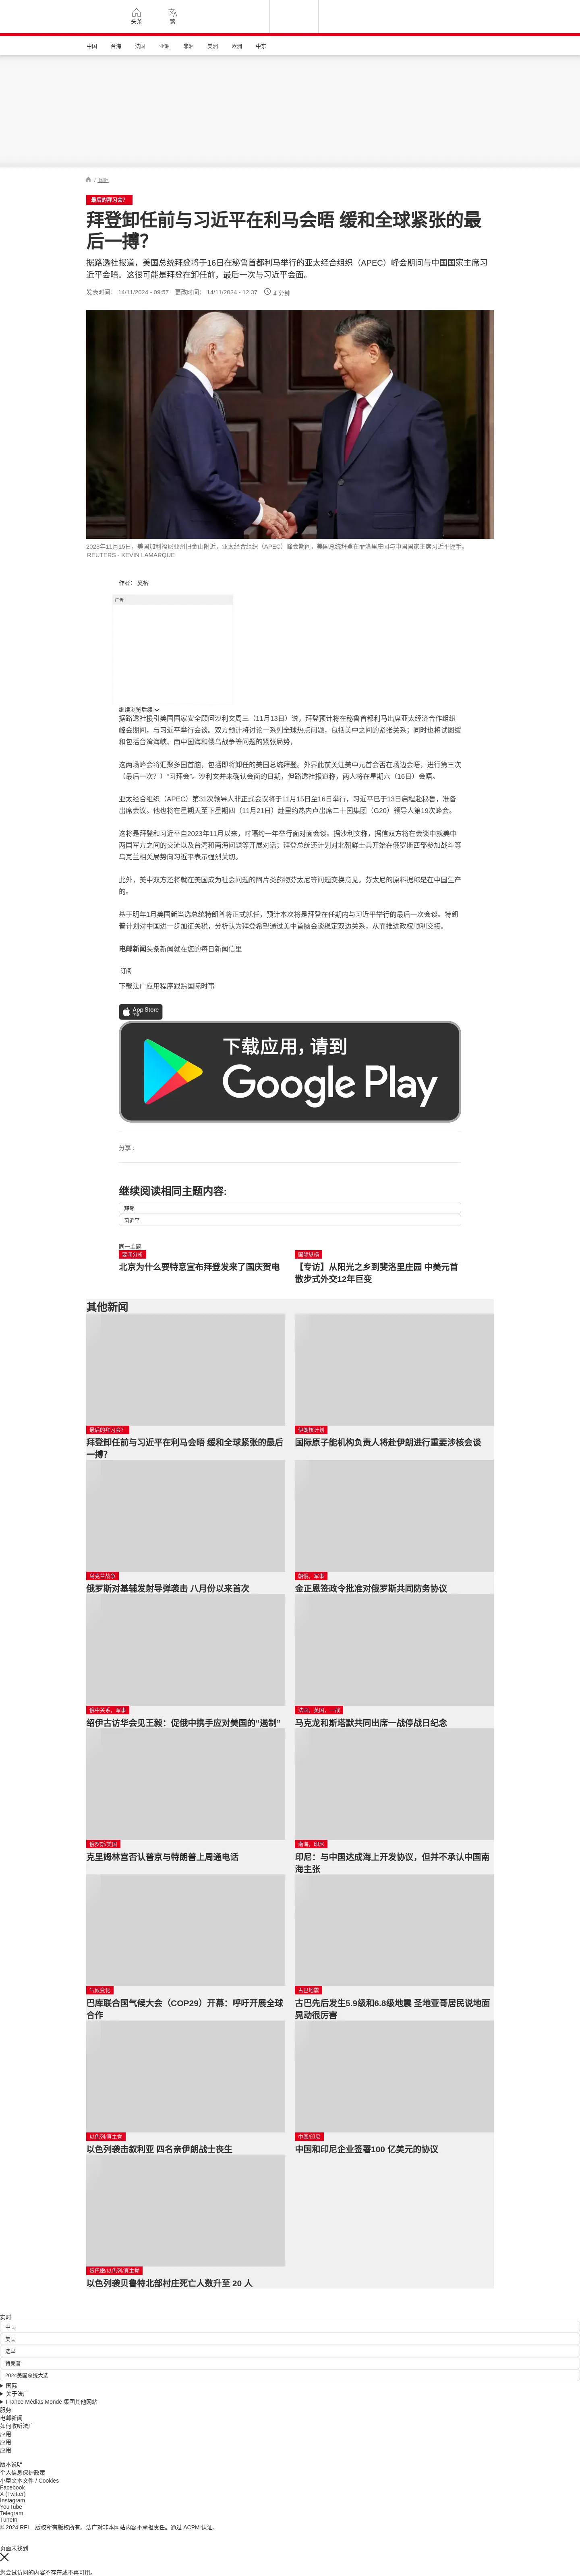 头条
繁
中国
台海
法国
亚洲
非洲
美洲
欧洲
中东
/ 国际
最后的拜习会？
拜登卸任前与习近平在利马会晤 缓和全球紧张的最
后一搏？
据路透社报道，美国总统拜登将于16日在秘鲁首都利马举行的亚太经合组织（APEC）峰会期间与中国国家主席习
近平会晤。这很可能是拜登在卸任前，最后一次与习近平会面。
发表时间： 14/11/2024 - 09:57 更改时间： 14/11/2024 - 12:37 4 分钟
2023年11月15日，美国加利福尼亚州旧金山附近，亚太经合组织（APEC）峰会期间，美国总统拜登在菲洛里庄园与中国国家主席习近平握手。
REUTERS - KEVIN LAMARQUE
作者： 夏榕
广告
继续浏览后续
据路透社援引美国国家安全顾问沙利文周三（11月13日）说，拜登预计将在秘鲁首都利马出席亚太经济合作组织
峰会期间，与习近平举行会谈。双方预计将讨论一系列全球热点问题，包括美中之间的紧张关系；同时也将试图缓
和包括台湾海峡、南中国海和俄乌战争等问题的紧张局势，
这两场峰会将汇聚多国首脑，包括即将卸任的美国总统拜登。外界此前关注美中元首会否在场边会晤，进行第三次
（最后一次？）“习拜会”。沙利文并未确认会面的日期，但路透社报道称，两人将在星期六（16日）会晤。
亚太经合组织（APEC）第31次领导人非正式会议将于11月15日至16日举行，习近平已于13日启程赴秘鲁，准备
出席会议。他也将在星期天至下星期四（11月21日）赴里约热内卢出席二十国集团（G20）领导人第19次峰会。
这将是拜登和习近平自2023年11月以来，时隔约一年举行面对面会谈。据沙利文称，据信双方将在会谈中就美中
两国军方之间的交流以及台湾和南海问题等开展对话；拜登总统还计划对北朝鲜士兵开始在俄罗斯西部参加战斗等
乌克兰相关局势向习近平表示强烈关切。
此外，美中双方还将就在美国成为社会问题的阿片类药物芬太尼等问题交换意见。芬太尼的原料据称是在中国生产
的。
基于明年1月美国新当选总统特朗普将正式就任，预计本次将是拜登在任期内与习近平举行的最后一次会谈。特朗
普计划对中国进一步加征关税，分析认为拜登希望通过美中首脑会谈稳定双边关系，从而推进政权顺利交接。
电邮新闻头条新闻就在您的每日新闻信里
订阅
下载法广应用程序跟踪国际时事
App Store
下载
下载应用，请到
Google Play
分享 :
继续阅读相同主题内容:
拜登
习近平
同一主题
要闻分析
北京为什么要特意宣布拜登发来了国庆贺电
国际纵横
【专访】从阳光之乡到斐洛里庄园 中美元首
散步式外交12年巨变
其他新闻
最后的拜习会？
拜登卸任前与习近平在利马会晤 缓和全球紧张的最后
一搏？
伊朗核计划
国际原子能机构负责人将赴伊朗进行重要涉核会谈
乌克兰战争
俄罗斯对基辅发射导弹袭击 八月份以来首次
朝俄，军事
金正恩签政令批准对俄罗斯共同防务协议
俄中关系，军事
绍伊古访华会见王毅：促俄中携手应对美国的“遏制”
法国，英国，一战
马克龙和斯塔默共同出席一战停战日纪念
俄罗斯/美国
克里姆林宫否认普京与特朗普上周通电话
南海，印尼
印尼：与中国达成海上开发协议，但并不承认中国南
海主张
气候变化
巴库联合国气候大会（COP29）开幕：呼吁开展全球
合作
古巴地震
古巴先后发生5.9级和6.8级地震 圣地亚哥居民说地面
晃动很厉害
以色列/真主党
以色列袭击叙利亚 四名亲伊朗战士丧生
中国/印尼
中国和印尼企业签署100 亿美元的协议
黎巴嫩/以色列/真主党
以色列袭贝鲁特北部村庄死亡人数升至 20 人
实时
中国
美国
选举
特朗普
2024美国总统大选
国际
关于法广
France Médias Monde 集团其他网站
服务
电邮新闻
如何收听法广
应用
应用
应用
版本说明
个人信息保护政策
小型文本文件 / Cookies
Facebook
X (Twitter)
Instagram
YouTube
Telegram
TuneIn
© 2024 RFI – 版权所有版权所有。法广对非本网站内容不承担责任。通过 ACPM 认证。
页面未找到
您尝试访问的内容不存在或不再可用。